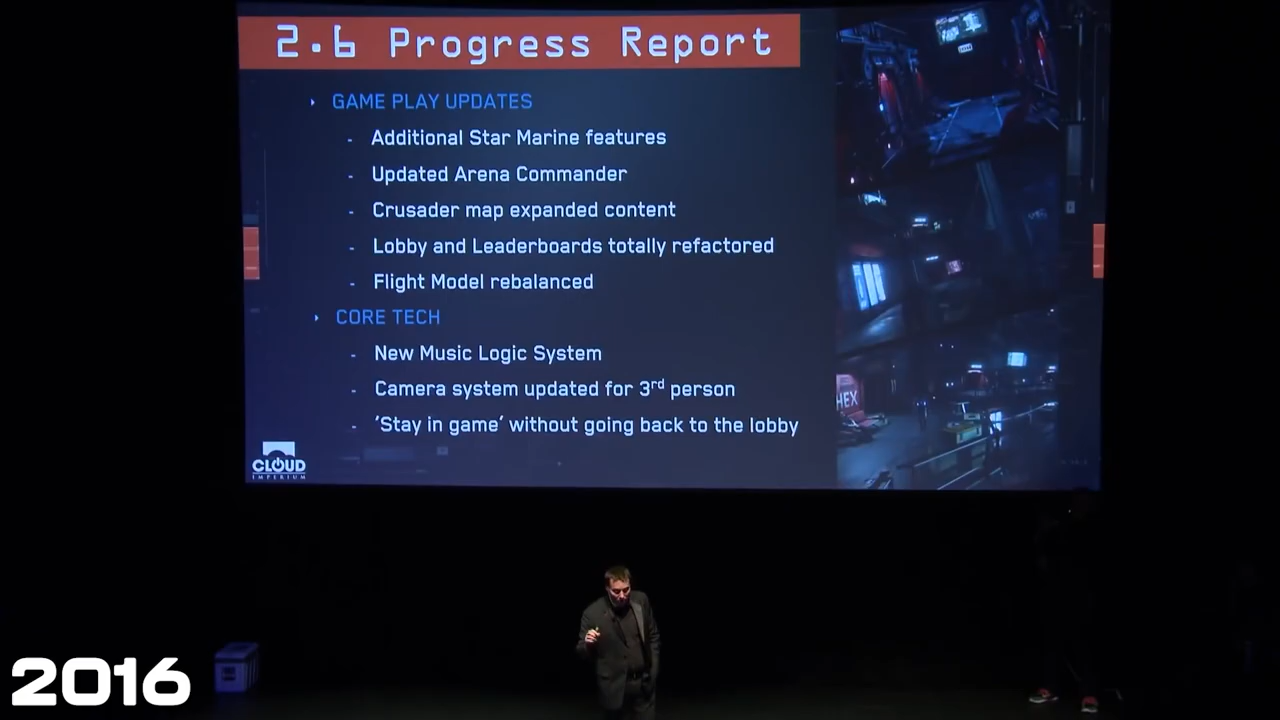 2.6 Progress Report
‣ GAME PLAY UPDATES
- Additional Star Marine features
- Updated Arena Commander
- Crusader map expanded content
- Lobby and Leaderboards totally refactored
- Flight Model rebalanced
‣ CORE TECH
- New Music Logic System
- Camera system updated for 3rd person
- 'Stay in game' without going back to the lobby
HEX
CLOUD
IMPERIUM
2016